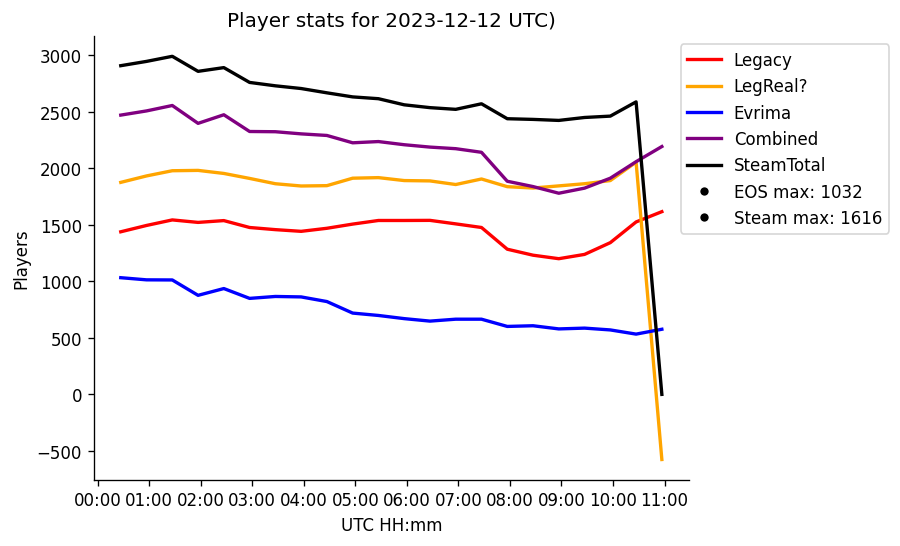 Player stats for 2023-12-12 UTC)
Players
3000
2500
2000
1500
1000
500
0
−500
00:00 01:00 02:00 03:00 04:00 05:00 06:00 07:00 08:00 09:00 10:00 11:00
UTC HH:mm
Legacy
LegReal?
Evrima
Combined
SteamTotal
EOS max: 1032
Steam max: 1616